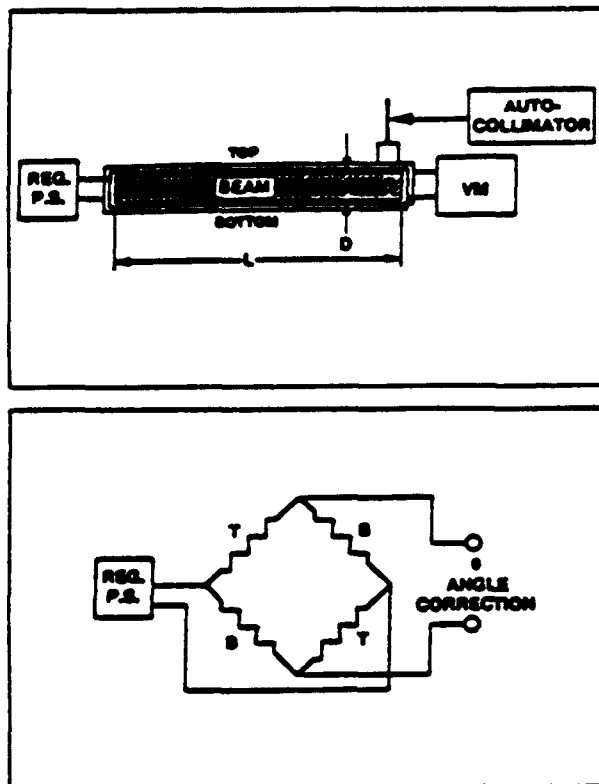 AUTO-
COLLIMATOR
TOP
REG.
P.S.
BEAM
VM
BOTTOM
D
L
T
B
REG.
P.S.
θ
ANGLE
CORRECTION
B
T